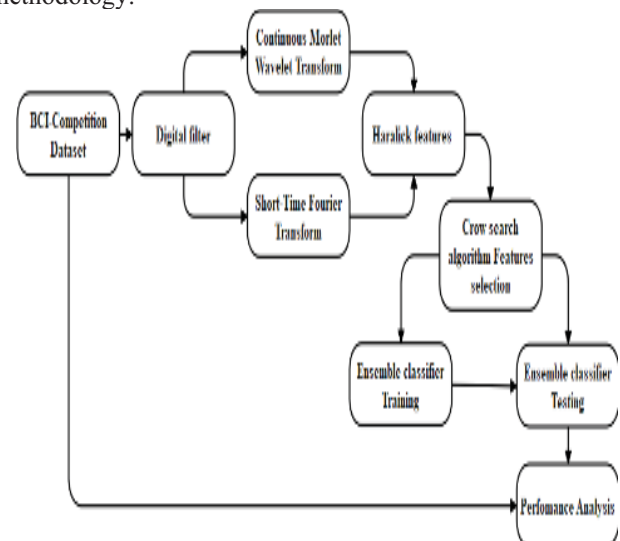 methodology.
Continuous Morlet
Wavelet Transform
BCI-Competition
Dataset
Digital filter
Haralick features
Short-Time Fourier
Transform
Crow search
algorithm Features
selection
Ensemble classifier
Training
Ensemble classifier
Testing
Perfomance Analysis